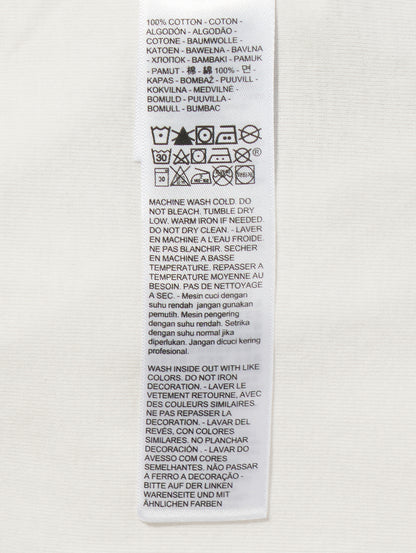 100% COTTON - COTON -
ALGODÓN - ALGODÃO -
COTONE - BAUMWOLLE -
KATOEN - BAWEŁNA - BAVLNA
- ХЛОПОК - BAMBAKI - PAMUK
- PAMUT - 棉 - 綿 100% - 면 -
KAPAS - BOMBAŽ - PUUVILL -
KOKVILNA - MEDVILNĖ -
BOMULD - PUUVILLA -
BOMULL - BUMBAC
30 ®
30
MACHINE WASH COLD. DO
NOT BLEACH. TUMBLE DRY
LOW. WARM IRON IF NEEDED.
DO NOT DRY CLEAN. - LAVER
EN MACHINE A L'EAU FROIDE.
NE PAS BLANCHIR. SECHER
EN MACHINE A BASSE
TEMPERATURE. REPASSER A
TEMPERATURE MOYENNE AU
BESOIN. PAS DE NETTOYAGE
A SEC. - Mesin cuci dengan
suhu rendah jangan gunakan
pemutih. Mesin pengering
dengan suhu rendah. Setrika
dengan suhu normal jika
diperlukan. Jangan dicuci kering
profesional.
WASH INSIDE OUT WITH LIKE
COLORS. DO NOT IRON
DECORATION. - LAVER LE
VETEMENT RETOURNE, AVEC
DES COULEURS SIMILAIRES.
NE PAS REPASSER LA
DECORATION. - LAVAR DEL
REVÉS, CON COLORES
SIMILARES. NO PLANCHAR
DECORACIÓN . - LAVAR DO
AVESSO COM CORES
SEMELHANTES. NÃO PASSAR
A FERRO A DECORAÇÃO -
BITTE AUF DER LINKEN
WARENSEITE UND MIT
ÄHNLICHEN FARBEN